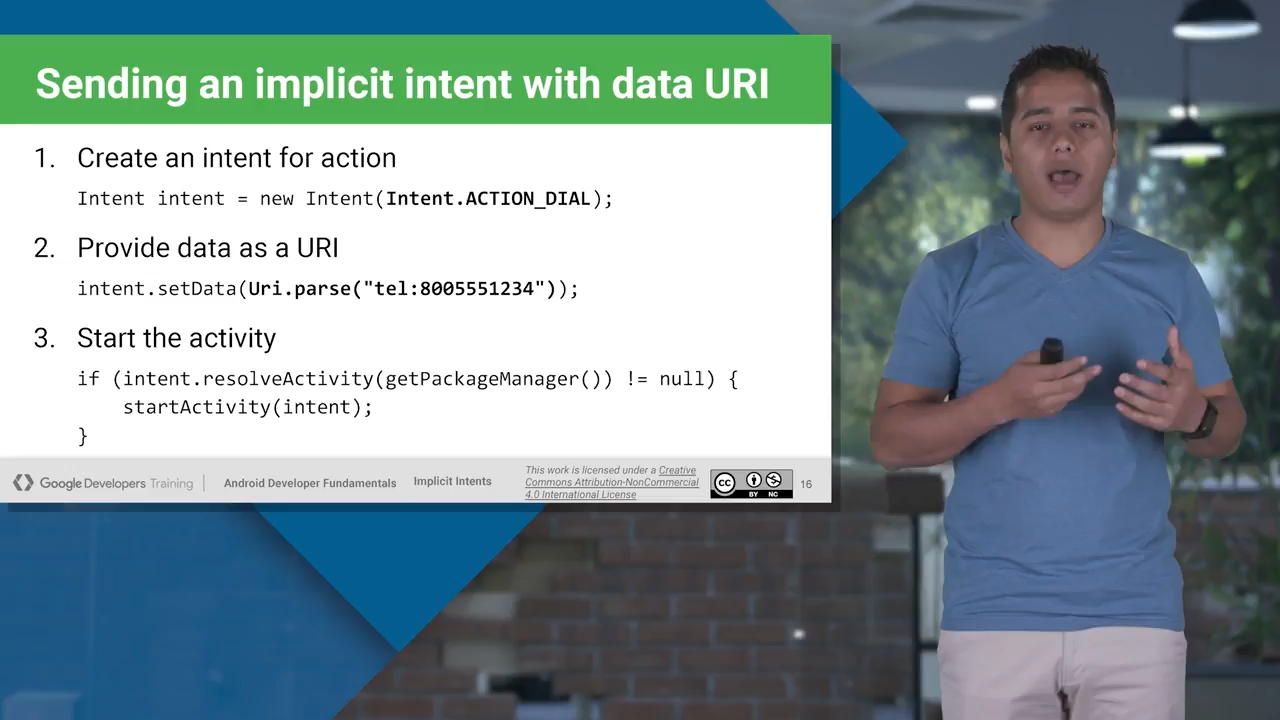 Sending an implicit intent with data URI
1. Create an intent for action
Intent intent = new Intent(Intent.ACTION_DIAL);
2. Provide data as a URI
intent.setData(Uri.parse("tel:8005551234"));
3. Start the activity
if (intent.resolveActivity(getPackageManager()) != null) {
startActivity(intent);
}
Google Developers Training
Android Developer Fundamentals
Implicit Intents
This work is licensed under a Creative
Commons Attribution-NonCommercial
4.0 International License
CC
BY NC
16